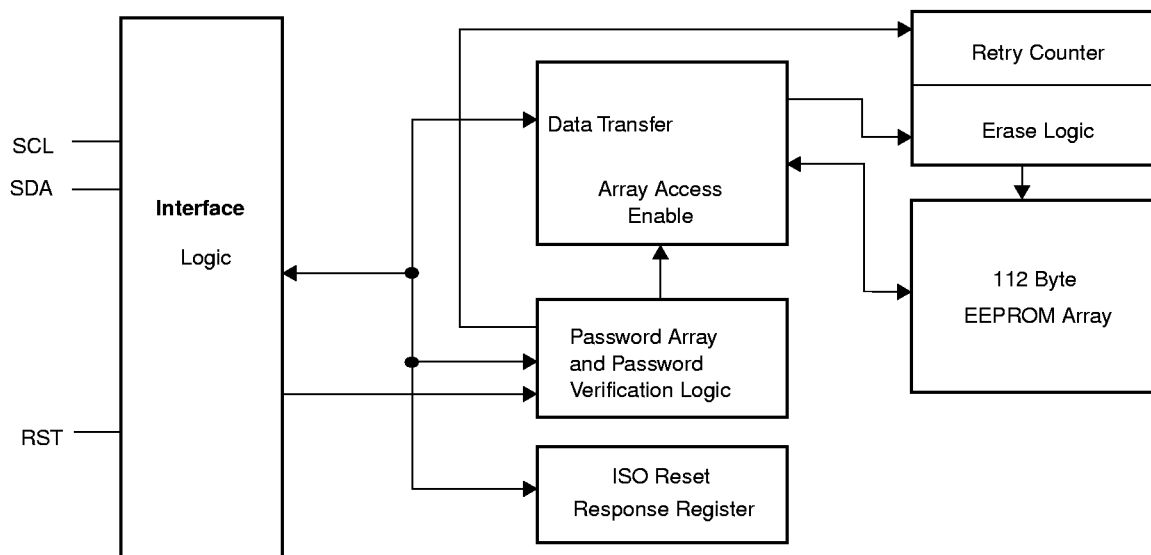 SCL
SDA
RST
Interface
Logic
Data Transfer
Array Access
Enable
Password Array
and Password
Verification Logic
ISO Reset
Response Register
Retry Counter
Erase Logic
112 Byte
EEPROM Array